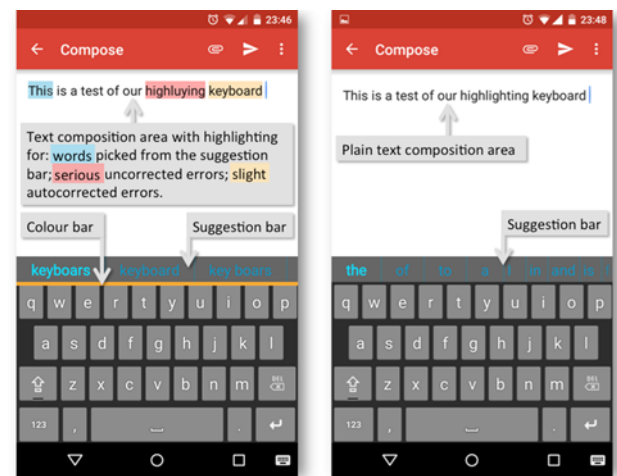 23:46
Compose
This is a test of our highluying keyboard
Text composition area with highlighting
for: words picked from the suggestion
bar; serious uncorrected errors; slight
autocorrected errors.
Colour bar
Suggestion bar
keyboars keyboard key boars
q w e r t y u i o p
a s d f g h j k l
z x c v b n m DEL
123 , .
23:48
Compose
This is a test of our highlighting keyboard
Plain text composition area
Suggestion bar
the of to a I in and is
q w e r t y u i o p
a s d f g h j k l
z x c v b n m DEL
123 , .